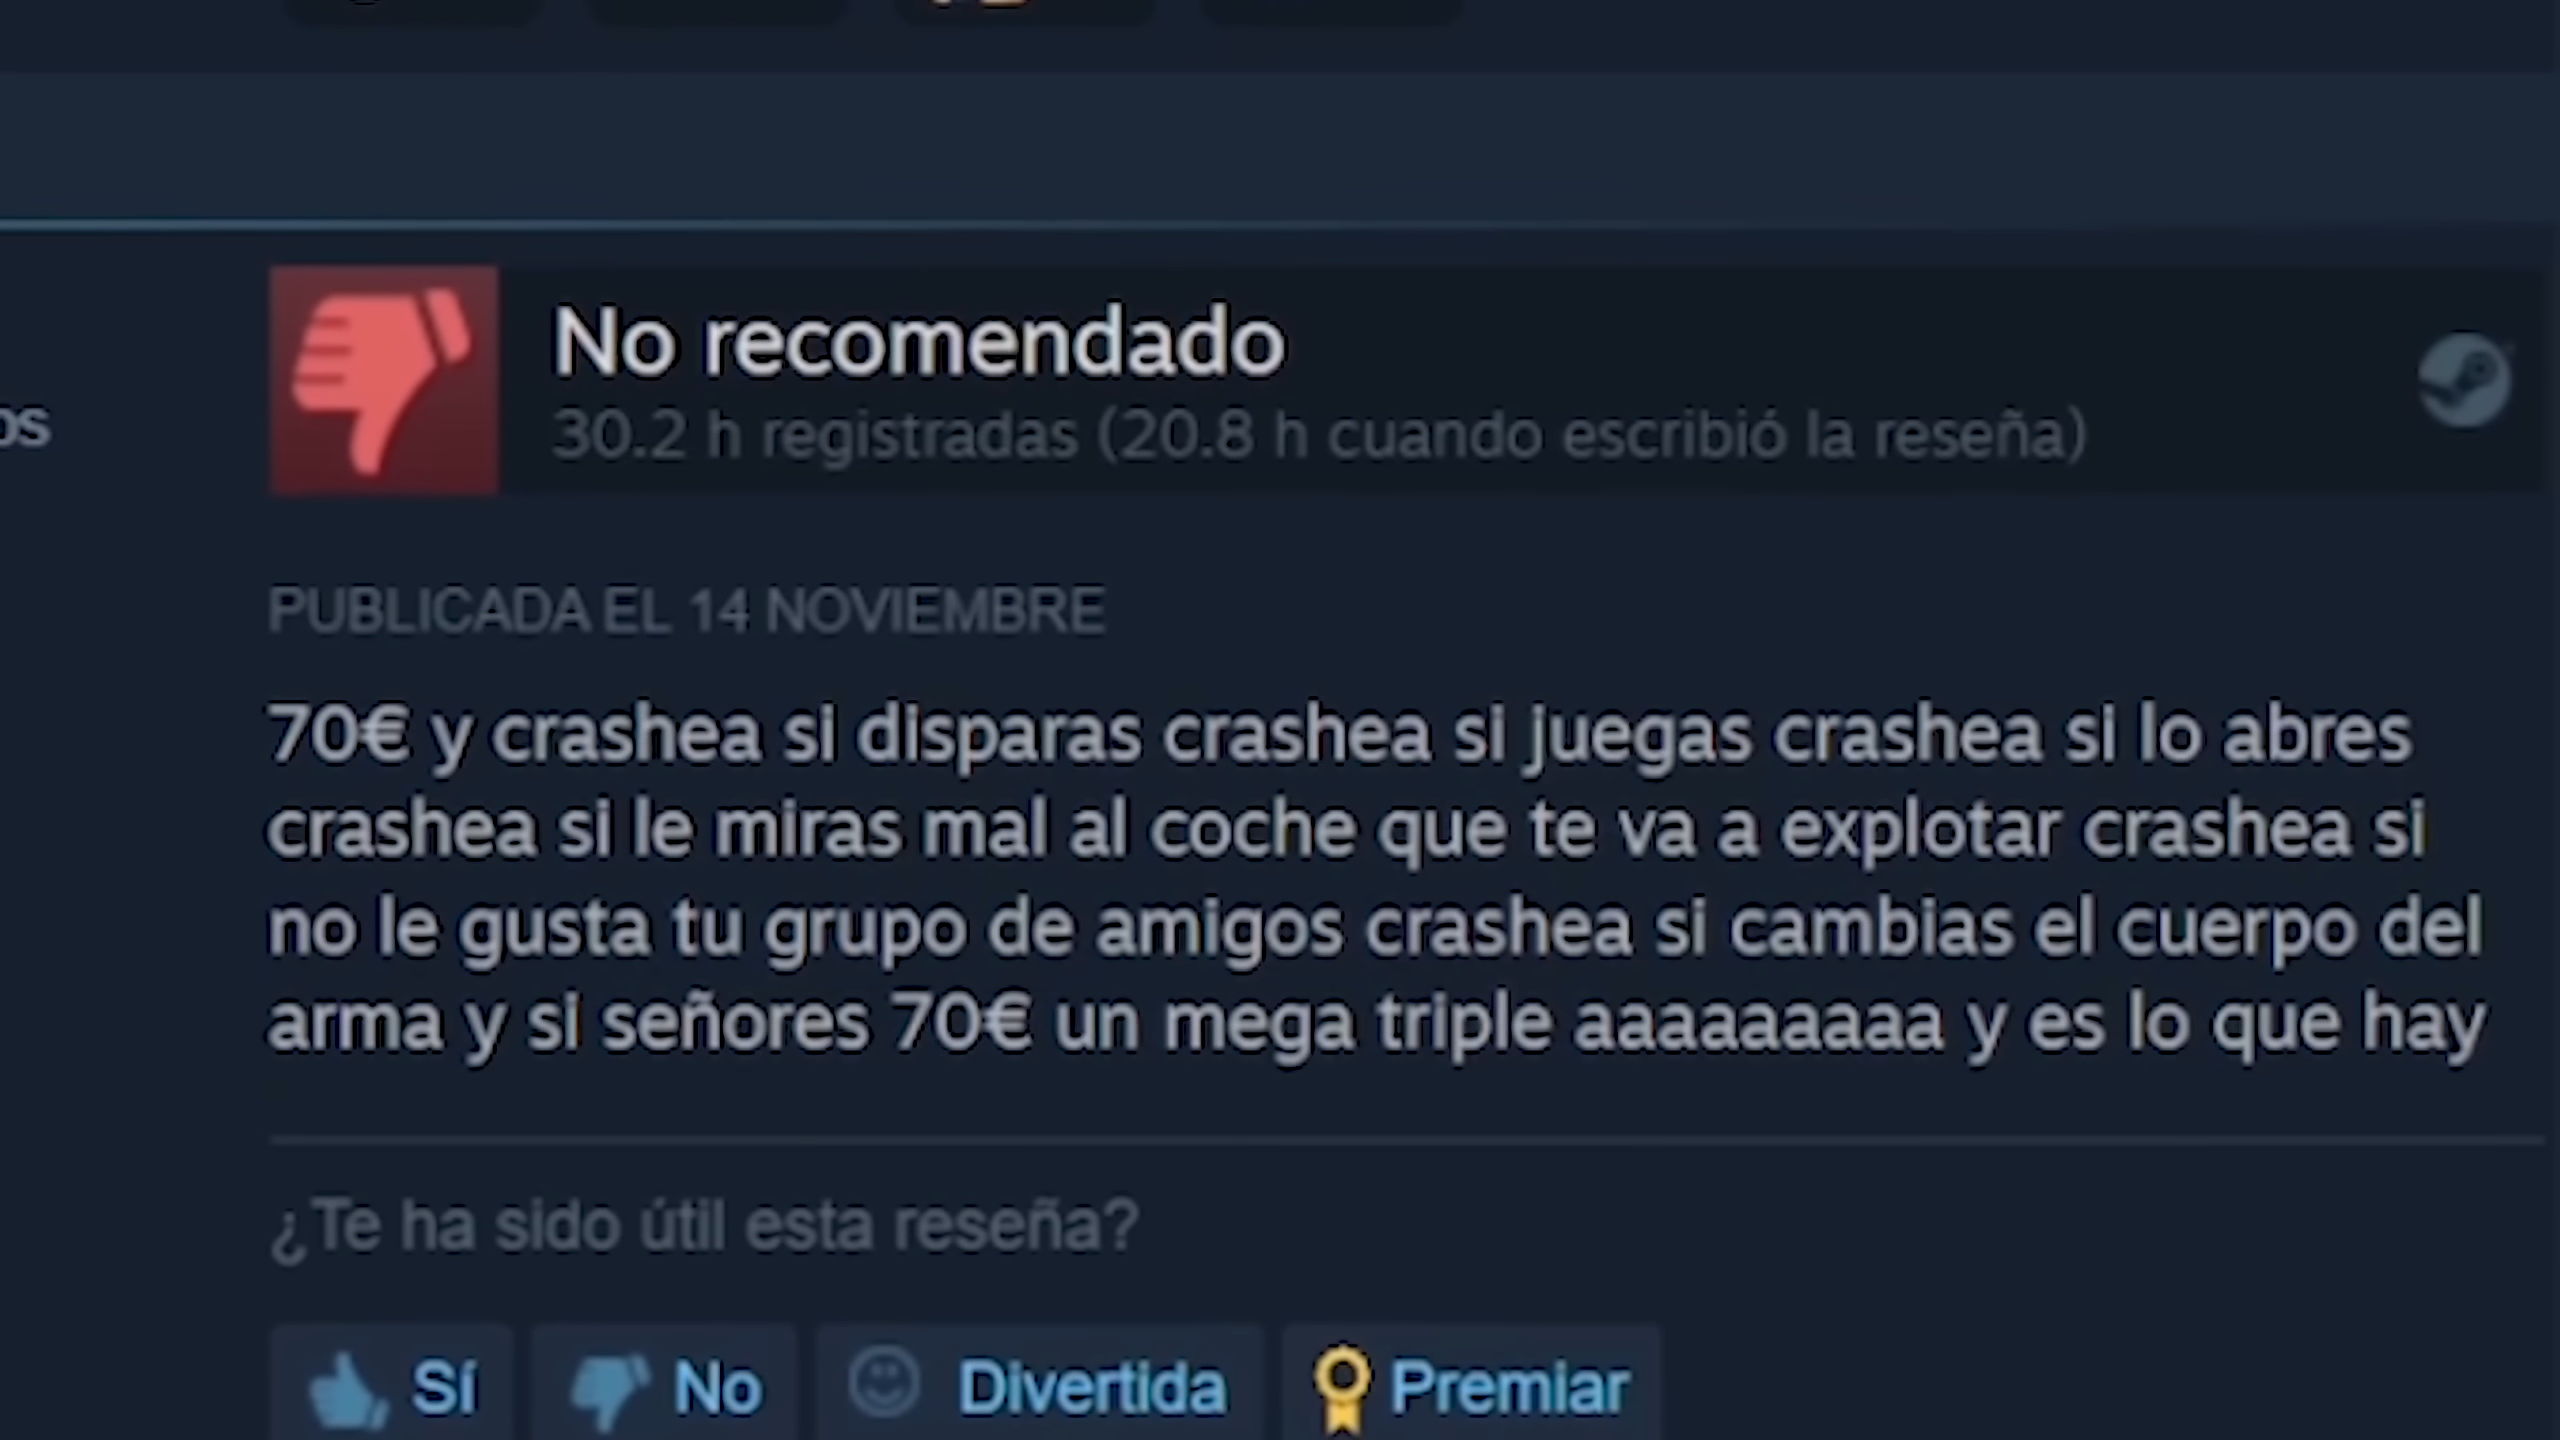 os
No recomendado
30.2 h registradas (20.8 h cuando escribió la reseña)
PUBLICADA EL 14 NOVIEMBRE
70€ y crashea si disparas crashea si juegas crashea si lo abres
crashea si le miras mal al coche que te va a explotar crashea si
no le gusta tu grupo de amigos crashea si cambias el cuerpo del
arma y si señores 70€ un mega triple aaaaaaaaa y es lo que hay
¿Te ha sido útil esta reseña?
Sí No Divertida Premiar